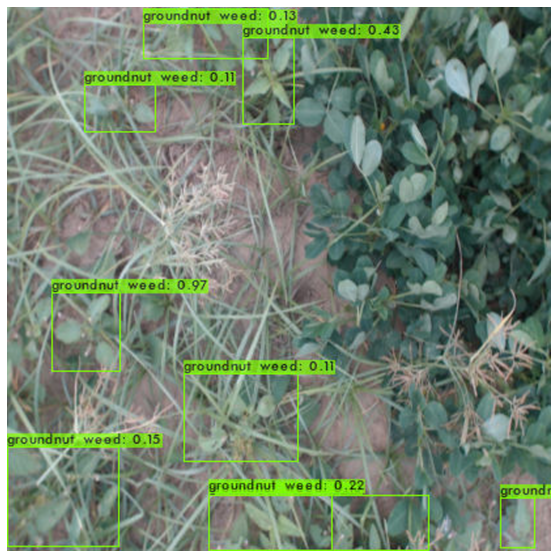 groundnut weed: 0.13
groundnut weed: 0.43
groundnut weed: 0.11
groundnut weed: 0.97
groundnut weed: 0.11
groundnut weed: 0.15
groundnut weed: 0.22
groundr